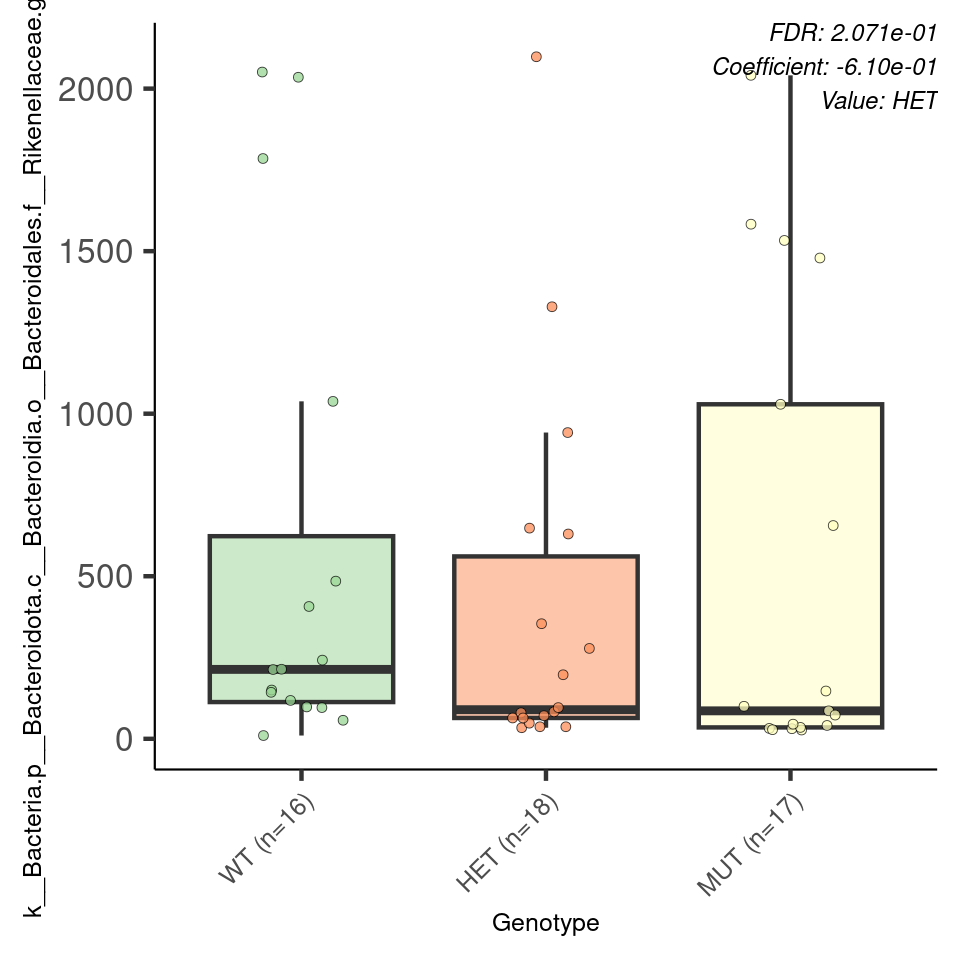 FDR: 2.071e-01
Coefficient: -6.10e-01
Value: HET
k__Bacteria.p__Bacteroidota.c__Bacteroidia.o__Bacteroidales.f__Rikenellaceae.g
2000
1500
1000
500
0
WT (n=16)
HET (n=18)
MUT (n=17)
Genotype